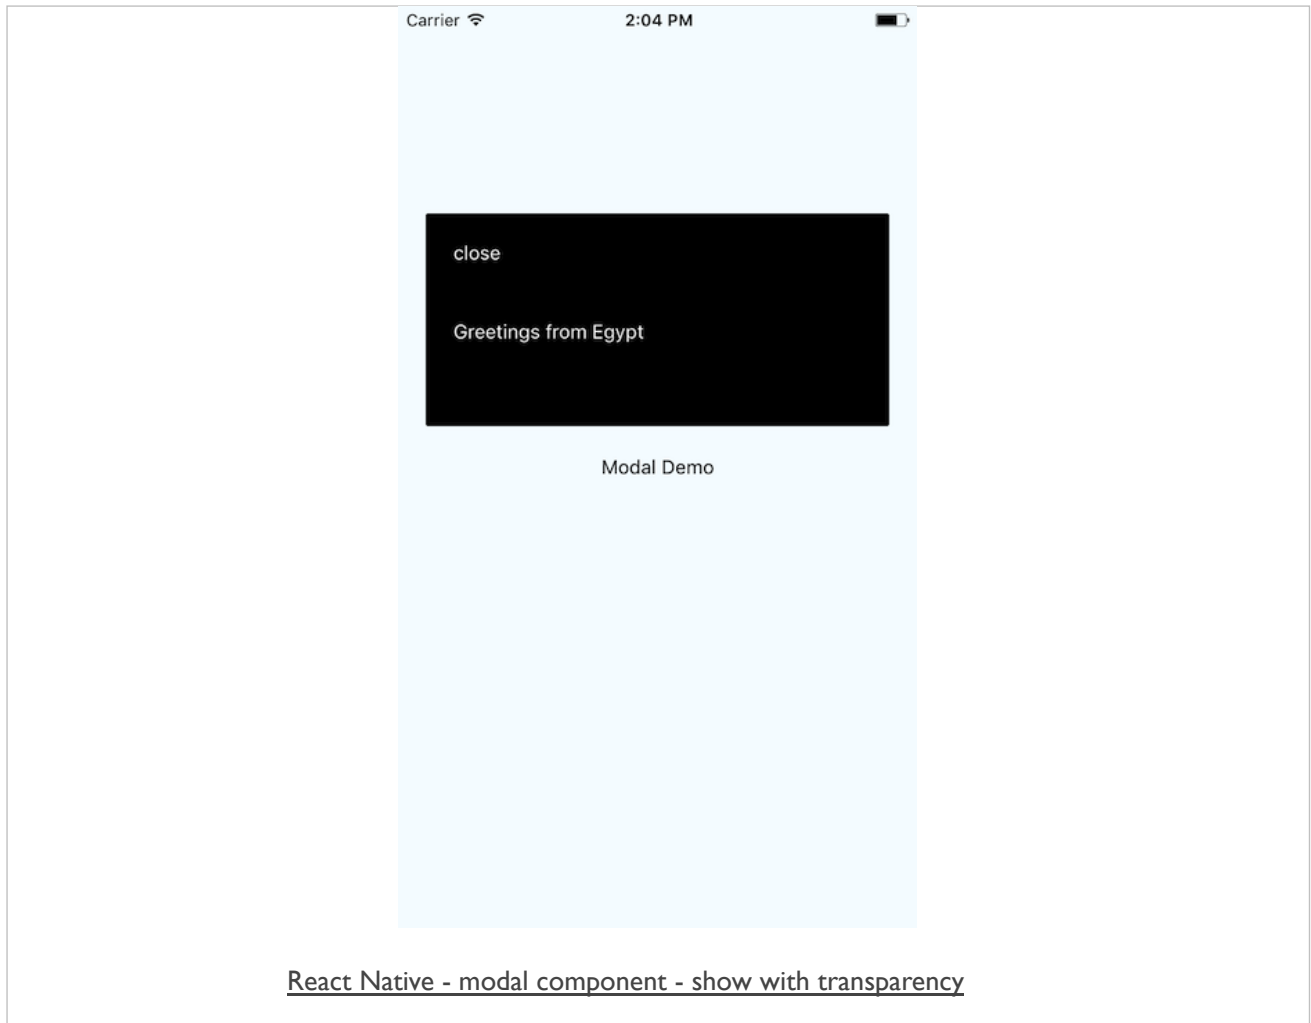 Carrier
2:04 PM
close
Greetings from Egypt
Modal Demo
React Native - modal component - show with transparency